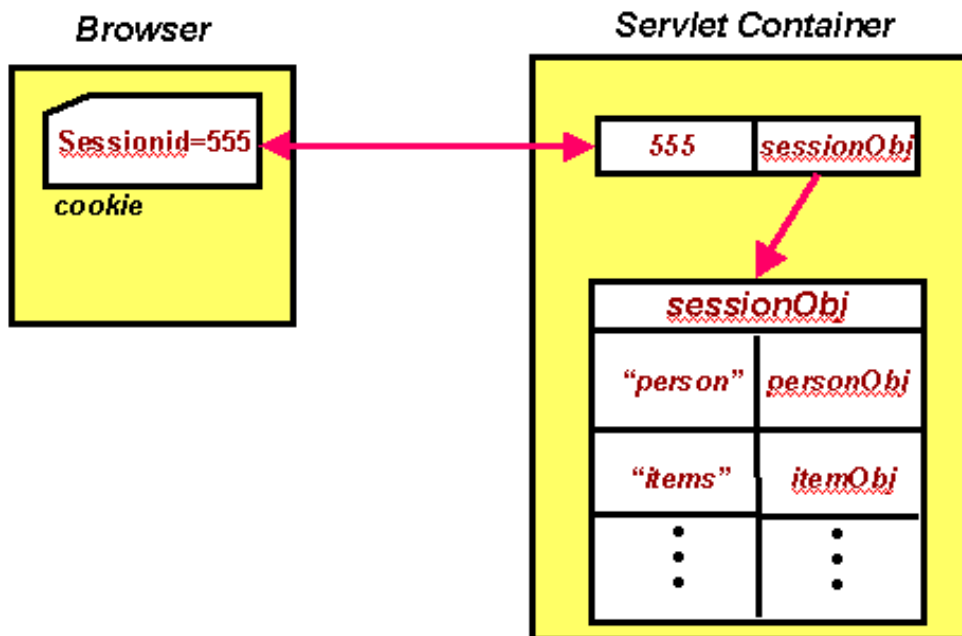 Browser
Servlet Container
Sessionid=555
cookie
555 sessionObj
sessionObj
“person” personObj
“items” itemObj